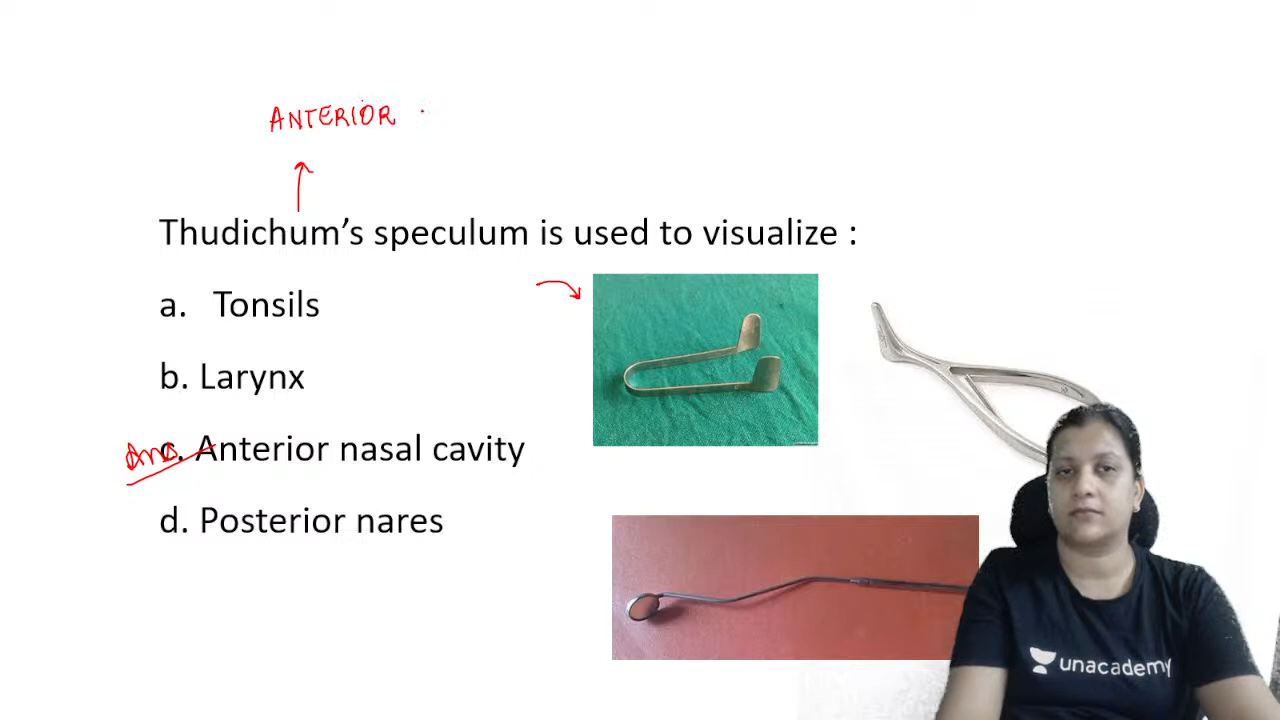 ANTERIOR
Thudichum’s speculum is used to visualize :
a. Tonsils
b. Larynx
Ans c. Anterior nasal cavity
d. Posterior nares
unacademy